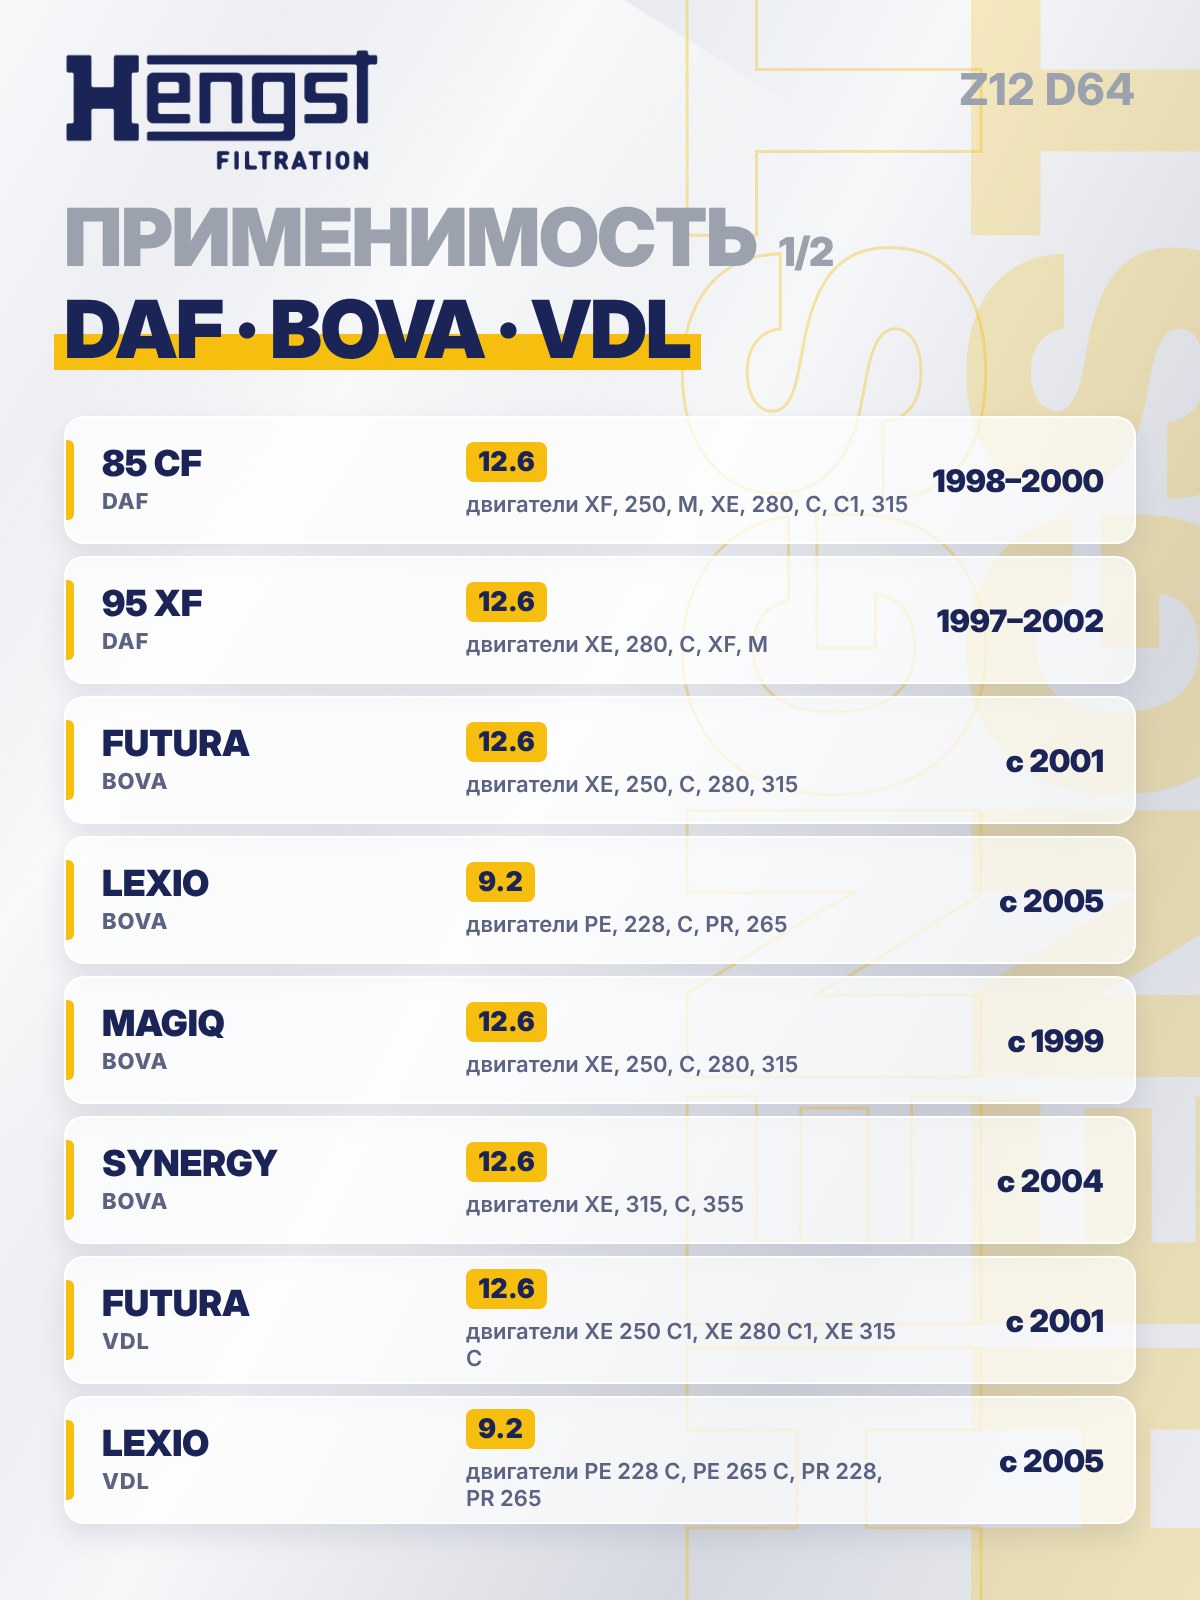 Hengst
FILTRATION
Z12 D64
ПРИМЕНИМОСТЬ 1/2
DAF · BOVA · VDL
85 CF
DAF
12.6
двигатели XF, 250, M, XE, 280, C, C1, 315
1998–2000
95 XF
DAF
12.6
двигатели XE, 280, C, XF, M
1997–2002
FUTURA
BOVA
12.6
двигатели XE, 250, C, 280, 315
с 2001
LEXIO
BOVA
9.2
двигатели PE, 228, C, PR, 265
с 2005
MAGIQ
BOVA
12.6
двигатели XE, 250, C, 280, 315
с 1999
SYNERGY
BOVA
12.6
двигатели XE, 315, C, 355
с 2004
FUTURA
VDL
12.6
двигатели XE 250 C1, XE 280 C1, XE 315
C
с 2001
LEXIO
VDL
9.2
двигатели PE 228 C, PE 265 C, PR 228,
PR 265
с 2005
HENGST
HENGST